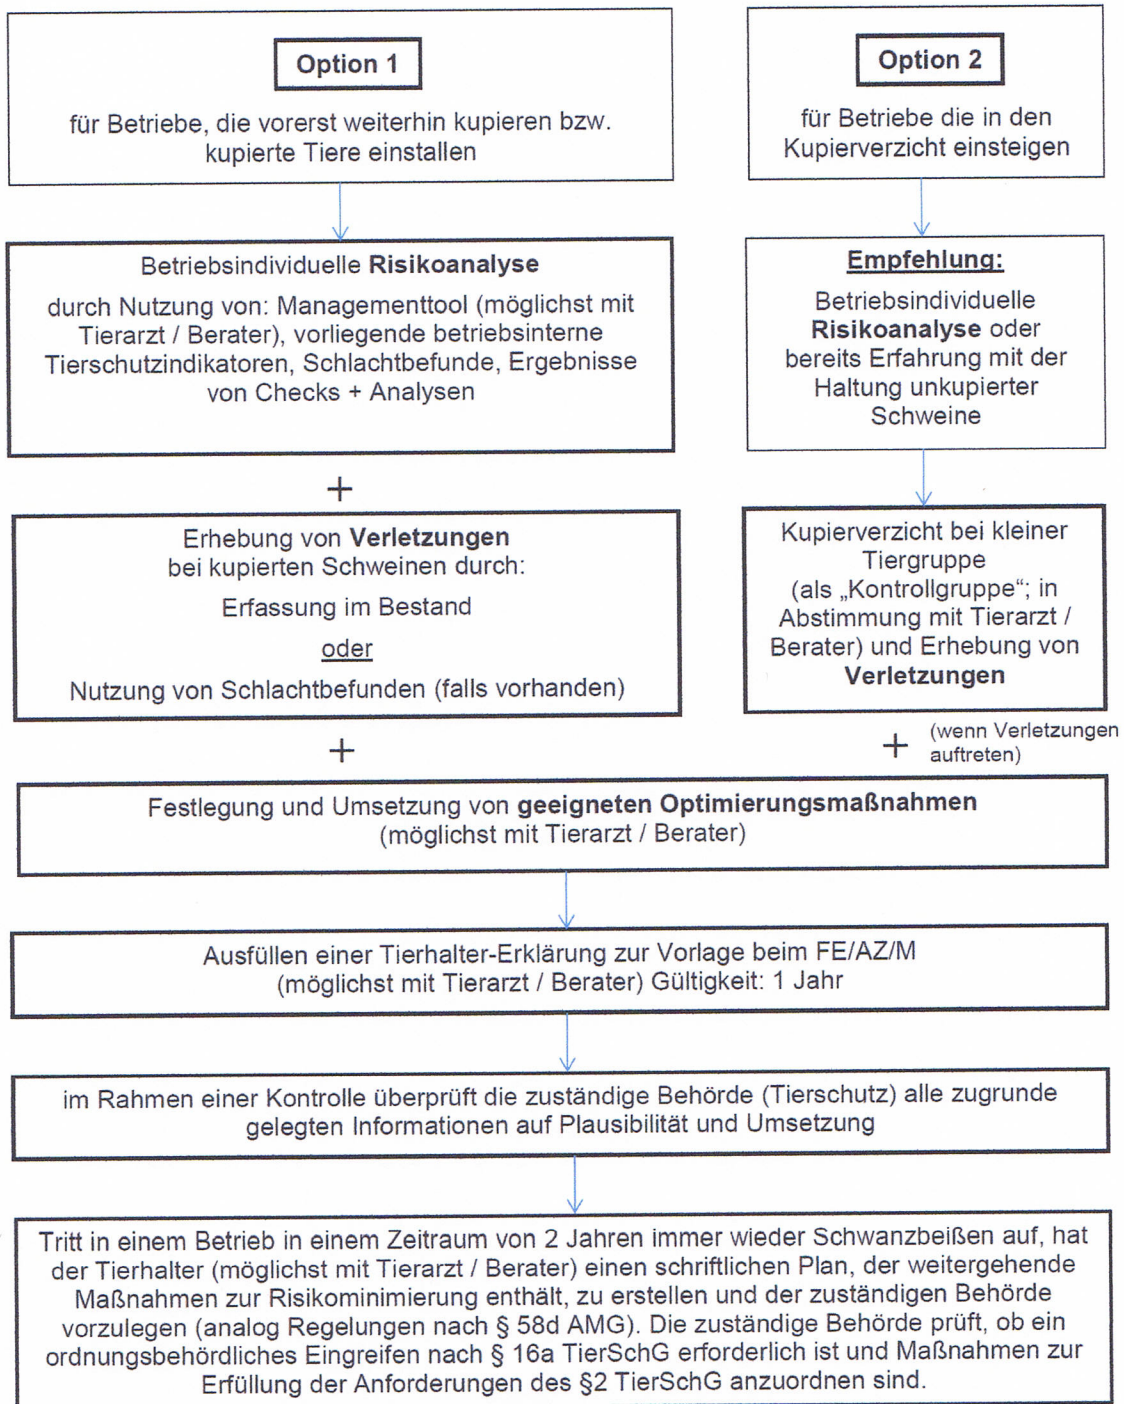 Option 1
für Betriebe, die vorerst weiterhin kupieren bzw.
kupierte Tiere einstallen
Betriebsindividuelle Risikoanalyse
durch Nutzung von: Managementtool (möglichst mit
Tierarzt / Berater), vorliegende betriebsinterne
Tierschutzindikatoren, Schlachtbefunde, Ergebnisse
von Checks + Analysen
+
Erhebung von Verletzungen
bei kupierten Schweinen durch:
Erfassung im Bestand
oder
Nutzung von Schlachtbefunden (falls vorhanden)
+
Option 2
für Betriebe die in den
Kupierverzicht einsteigen
Empfehlung:
Betriebsindividuelle
Risikoanalyse oder
bereits Erfahrung mit der
Haltung unkupierter
Schweine
Kupierverzicht bei kleiner
Tiergruppe
(als „Kontrollgruppe“; in
Abstimmung mit Tierarzt /
Berater) und Erhebung von
Verletzungen
+ (wenn Verletzungen
auftreten)
Festlegung und Umsetzung von geeigneten Optimierungsmaßnahmen
(möglichst mit Tierarzt / Berater)
Ausfüllen einer Tierhalter-Erklärung zur Vorlage beim FE/AZ/M
(möglichst mit Tierarzt / Berater) Gültigkeit: 1 Jahr
im Rahmen einer Kontrolle überprüft die zuständige Behörde (Tierschutz) alle zugrunde
gelegten Informationen auf Plausibilität und Umsetzung
Tritt in einem Betrieb in einem Zeitraum von 2 Jahren immer wieder Schwanzbeißen auf, hat
der Tierhalter (möglichst mit Tierarzt / Berater) einen schriftlichen Plan, der weitergehende
Maßnahmen zur Risikominimierung enthält, zu erstellen und der zuständigen Behörde
vorzulegen (analog Regelungen nach § 58d AMG). Die zuständige Behörde prüft, ob ein
ordnungsbehördliches Eingreifen nach § 16a TierSchG erforderlich ist und Maßnahmen zur
Erfüllung der Anforderungen des §2 TierSchG anzuordnen sind.